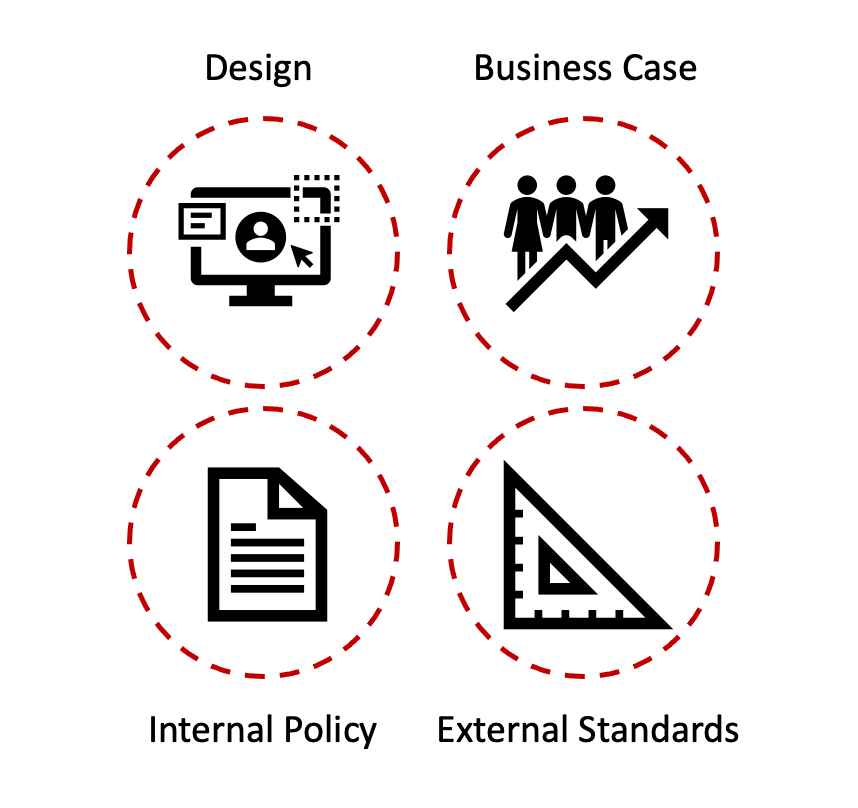 Design
Business Case
Internal Policy
External Standards